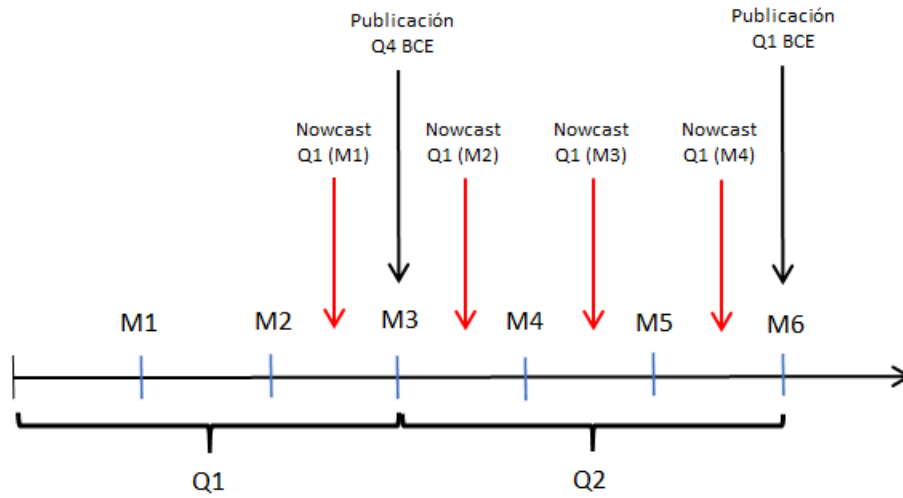 Publicación
Q4 BCE
Publicación
Q1 BCE
Nowcast
Q1 (M1)
Nowcast
Q1 (M2)
Nowcast
Q1 (M3)
Nowcast
Q1 (M4)
M1
M2
M3
M4
M5
M6
Q1
Q2